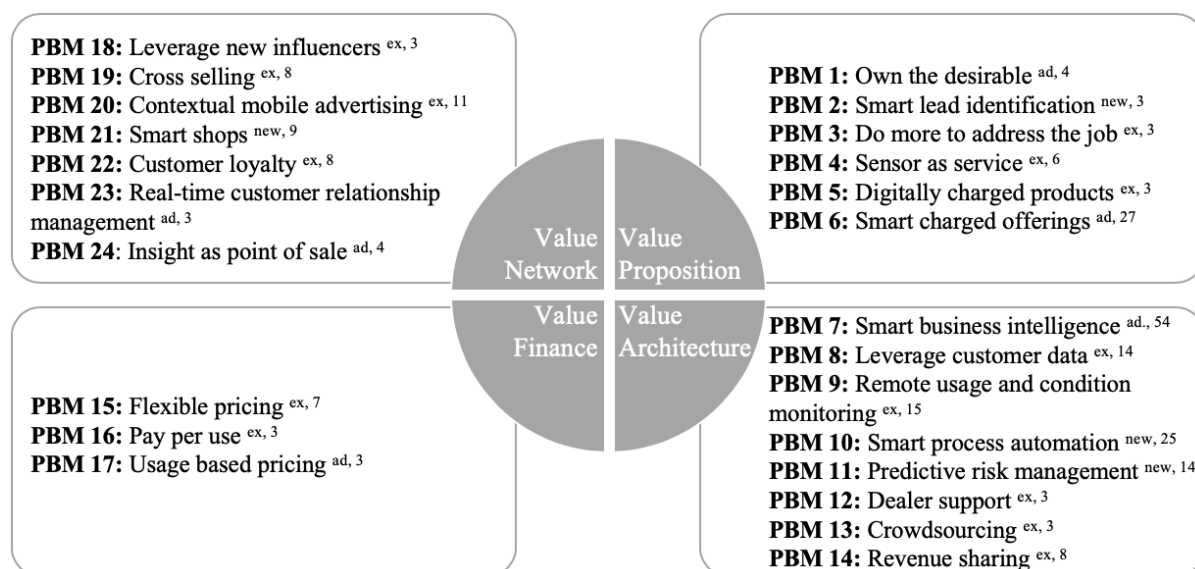 PBM 18: Leverage new influencers ex, 3
PBM 19: Cross selling ex, 8
PBM 20: Contextual mobile advertising ex, 11
PBM 21: Smart shops new, 9
PBM 22: Customer loyalty ex, 8
PBM 23: Real-time customer relationship
management ad, 3
PBM 24: Insight as point of sale ad, 4
PBM 1: Own the desirable ad, 4
PBM 2: Smart lead identification new, 3
PBM 3: Do more to address the job ex, 3
PBM 4: Sensor as service ex, 6
PBM 5: Digitally charged products ex, 3
PBM 6: Smart charged offerings ad, 27
Value
Network
Value
Proposition
Value
Finance
Value
Architecture
PBM 15: Flexible pricing ex, 7
PBM 16: Pay per use ex, 3
PBM 17: Usage based pricing ad, 3
PBM 7: Smart business intelligence ad., 54
PBM 8: Leverage customer data ex, 14
PBM 9: Remote usage and condition
monitoring ex, 15
PBM 10: Smart process automation new, 25
PBM 11: Predictive risk management new, 14
PBM 12: Dealer support ex, 3
PBM 13: Crowdsourcing ex, 3
PBM 14: Revenue sharing ex, 8